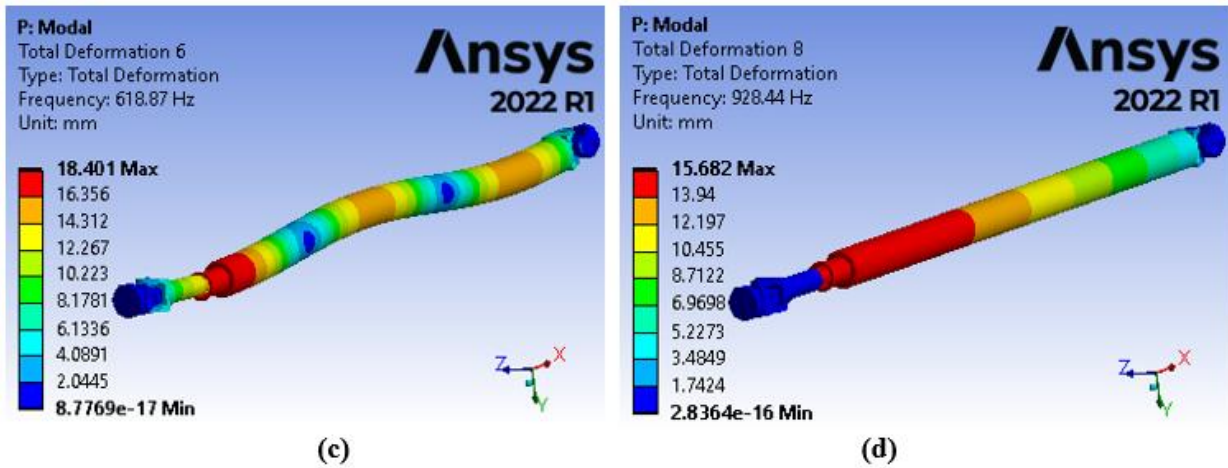 P: Modal
Total Deformation 6
Type: Total Deformation
Frequency: 618.87 Hz
Unit: mm
Ansys
2022 R1
18.401 Max
16.356
14.312
12.267
10.223
8.1781
6.1336
4.0891
2.0445
8.7769e-17 Min
Z
X
Y
(c)
P: Modal
Total Deformation 8
Type: Total Deformation
Frequency: 928.44 Hz
Unit: mm
Ansys
2022 R1
15.682 Max
13.94
12.197
10.455
8.7122
6.9698
5.2273
3.4849
1.7424
2.8364e-16 Min
Z
X
Y
(d)